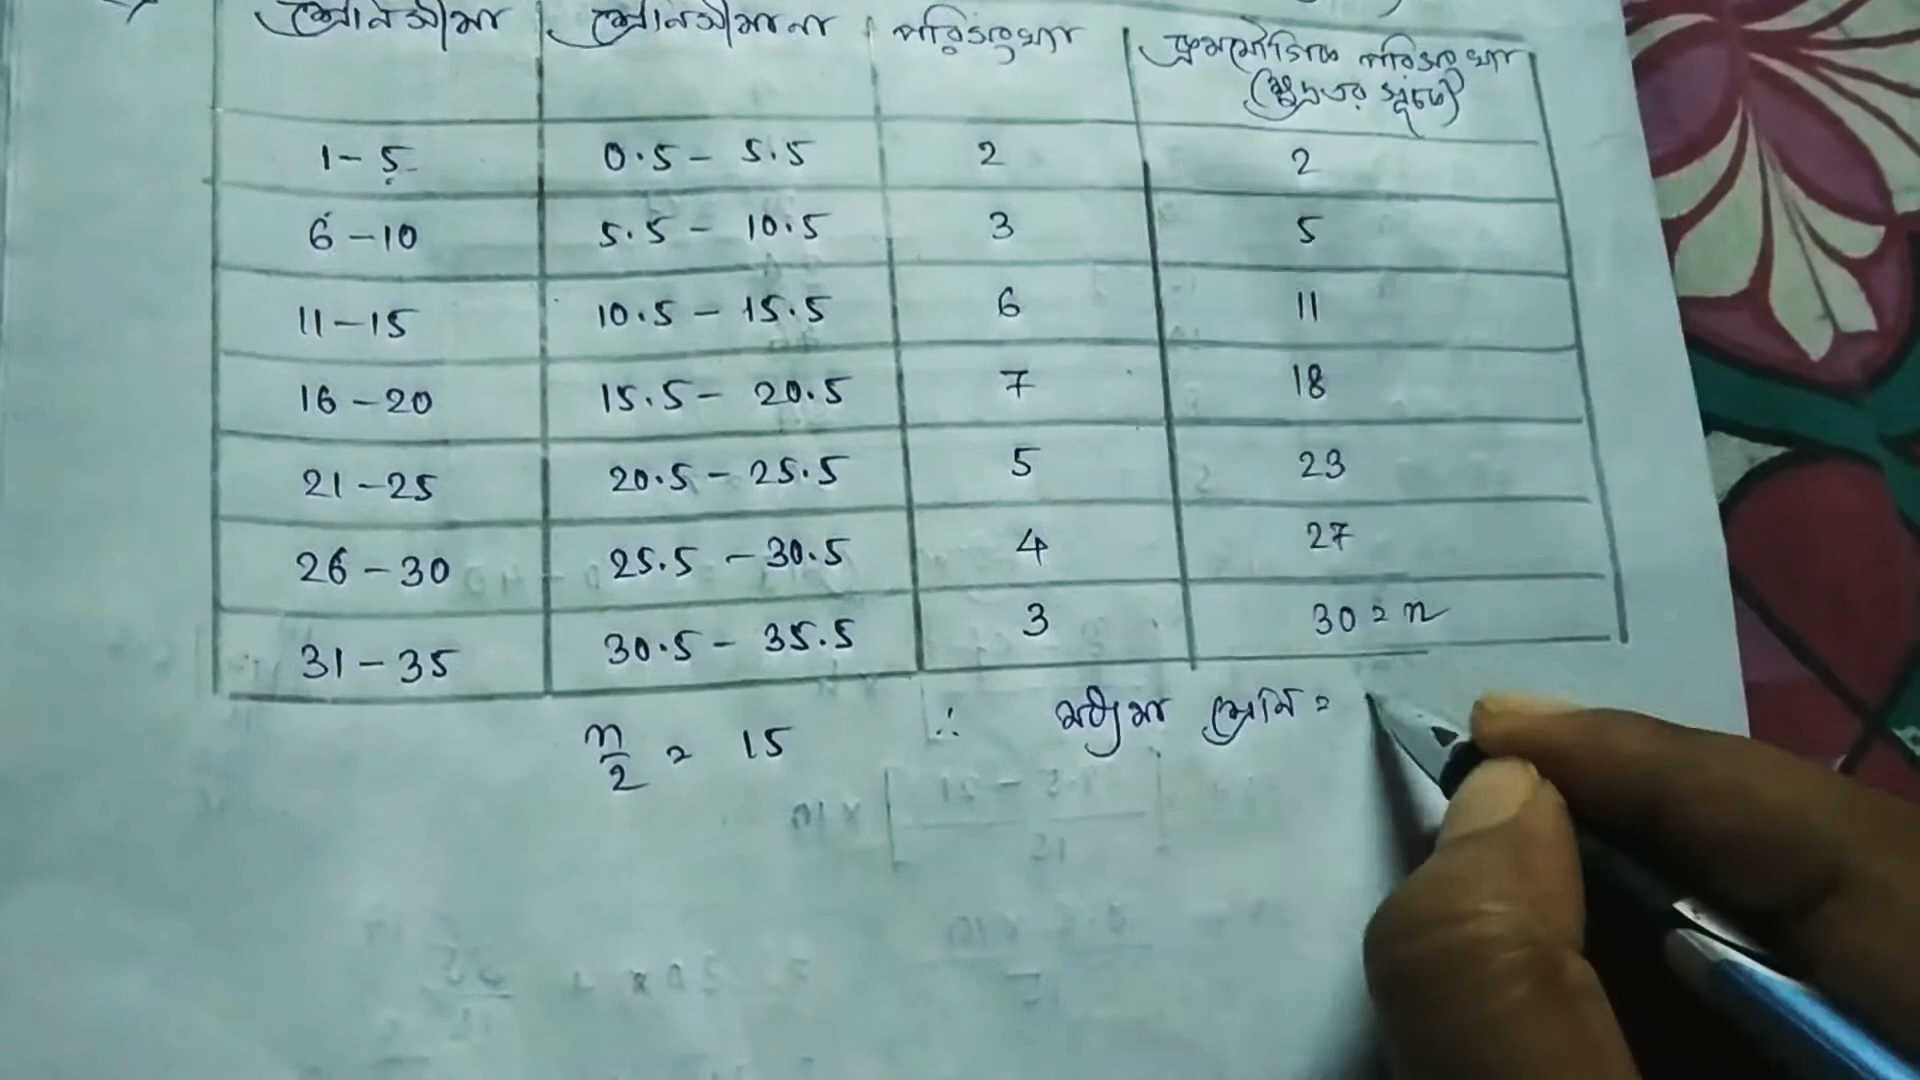 শ্রেনিসীমা শ্রেনিসীমানা পরিসংখ্যা ক্রমযৌগিক পরিসংখ্যা
(ক্ষুদ্রতর সূচক)
1-5 0.5-5.5 2 2
6-10 5.5-10.5 3 5
11-15 10.5-15.5 6 11
16-20 15.5-20.5 7 18
21-25 20.5-25.5 5 23
26-30 25.5-30.5 4 27
31-35 30.5-35.5 3 30=n
n/2 = 15 ∴ মধ্যমা শ্রেনি =